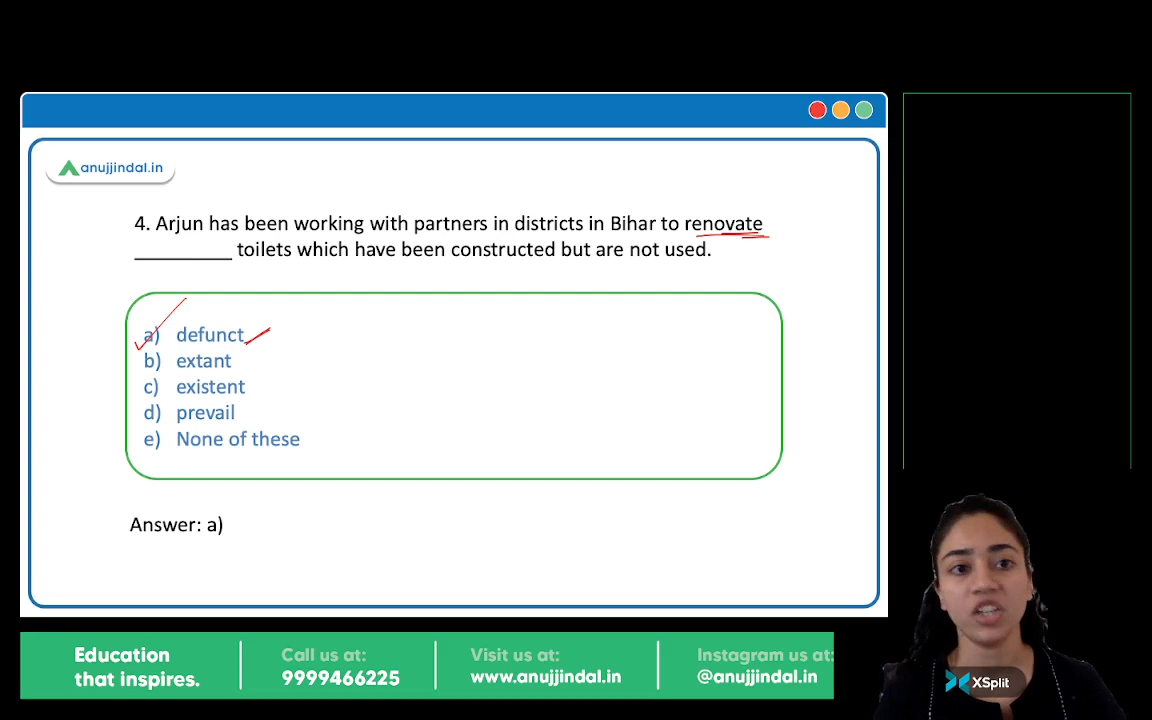 anujjindal.in
4. Arjun has been working with partners in districts in Bihar to renovate
_________ toilets which have been constructed but are not used.
a) defunct
b) extant
c) existent
d) prevail
e) None of these
Answer: a)
Education
that inspires.
Call us at:
9999466225
Visit us at:
www.anujjindal.in
Instagram us at:
@anujjindal.in
XSplit